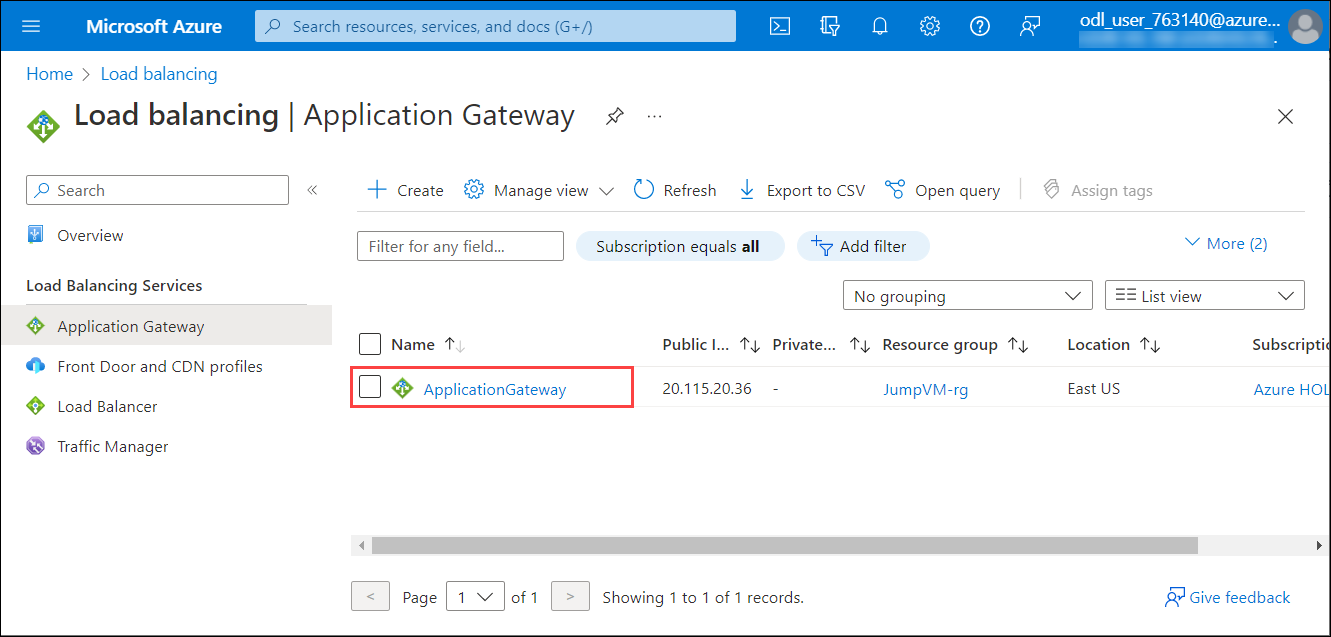 Microsoft Azure
Search resources, services, and docs (G+/)
odl_user_763140@azure...
Home > Load balancing
Load balancing | Application Gateway
...
Search
«
Create
Manage view
Refresh
Export to CSV
Open query
Assign tags
Overview
Filter for any field...
Subscription equals all
Add filter
More (2)
Load Balancing Services
No grouping
List view
Application Gateway
Front Door and CDN profiles
Load Balancer
Traffic Manager
Name ↑↓ Public I... ↑↓ Private... ↑↓ Resource group ↑↓ Location ↑↓ Subscriptio
ApplicationGateway 20.115.20.36 - JumpVM-rg East US Azure HOL
< Page 1 of 1 > Showing 1 to 1 of 1 records.
Give feedback